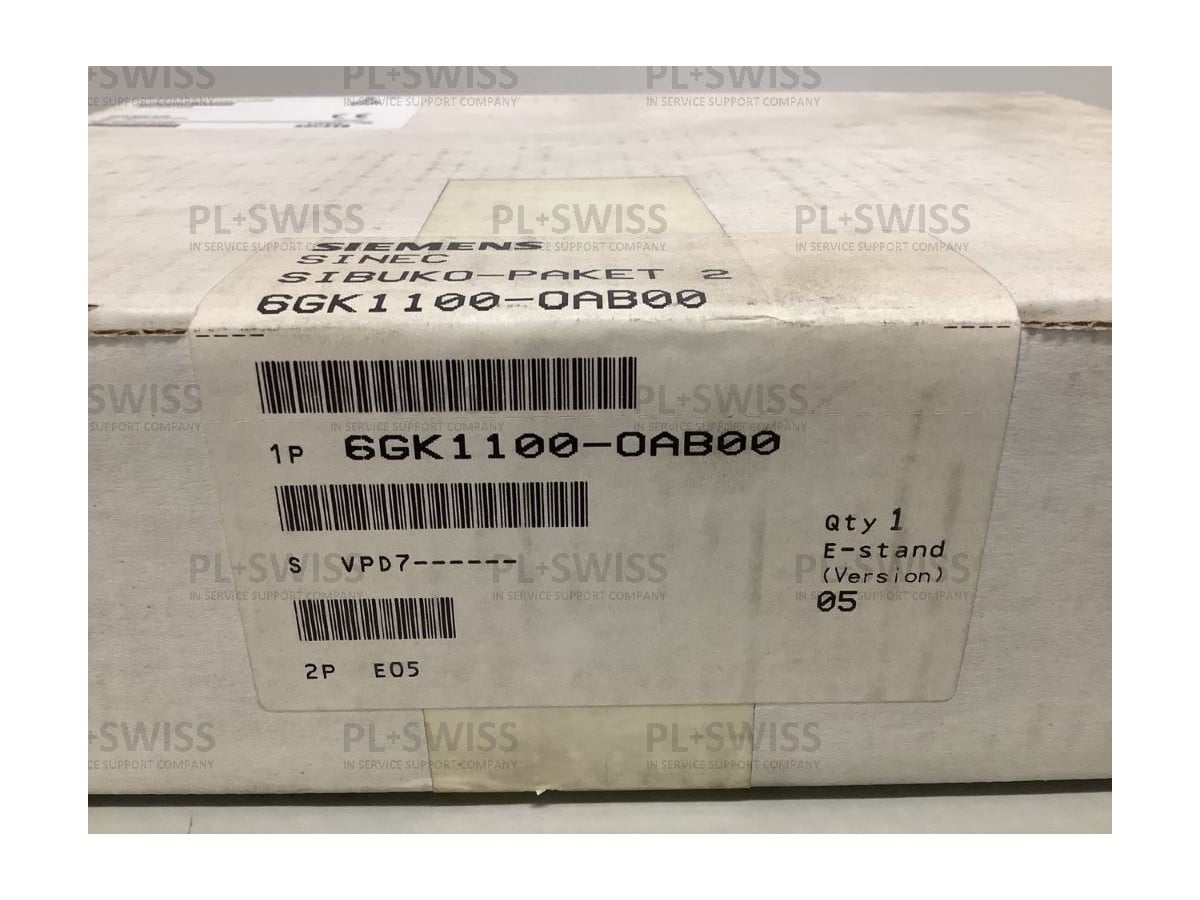 PL+SWISS
IN SERVICE SUPPORT COMPANY
SIEMENS
SINEC
SIBUKO-PAKET 2
6GK1100-0AB00
1P 6GK1100-0AB00
Qty 1
E-stand
S VPD7------
(Version)
05
2P E05